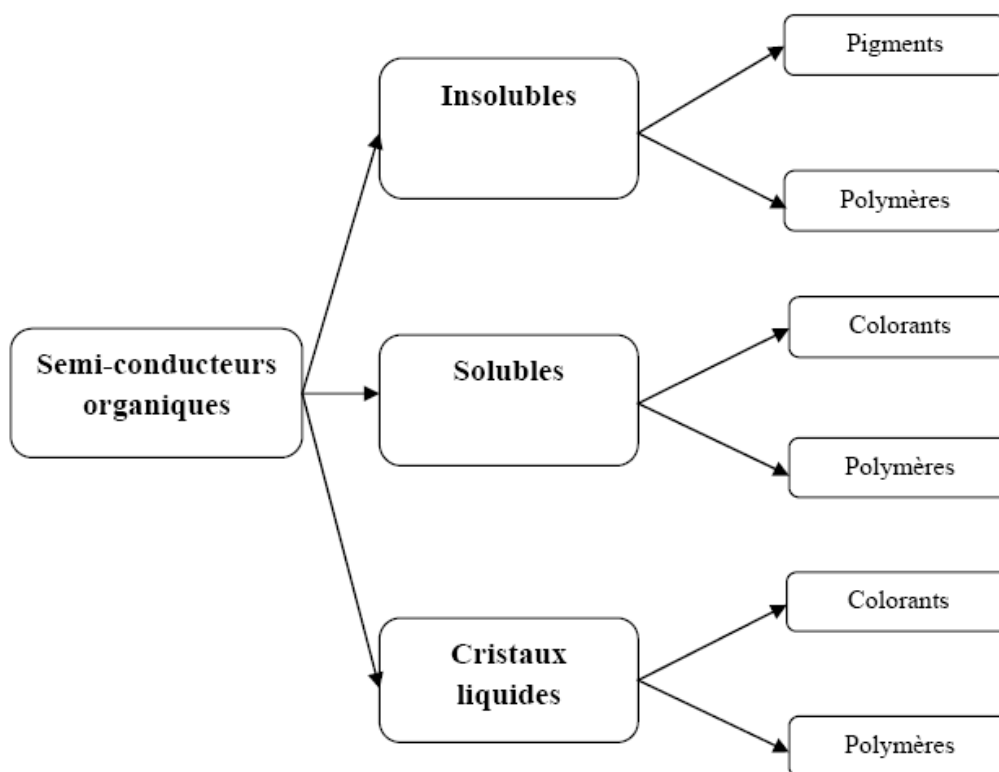 Semi-conducteurs
organiques
Insolubles
Pigments
Polymères
Solubles
Colorants
Polymères
Cristaux
liquides
Colorants
Polymères